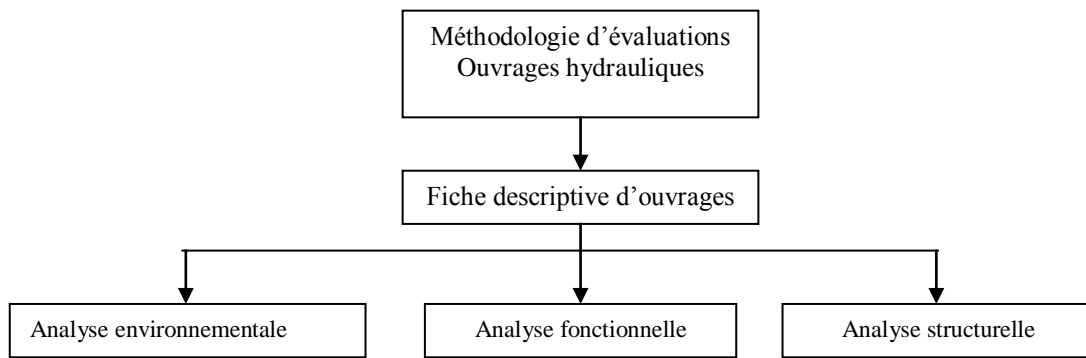 Méthodologie d’évaluations
Ouvrages hydrauliques
Fiche descriptive d’ouvrages
Analyse environnementale
Analyse fonctionnelle
Analyse structurelle